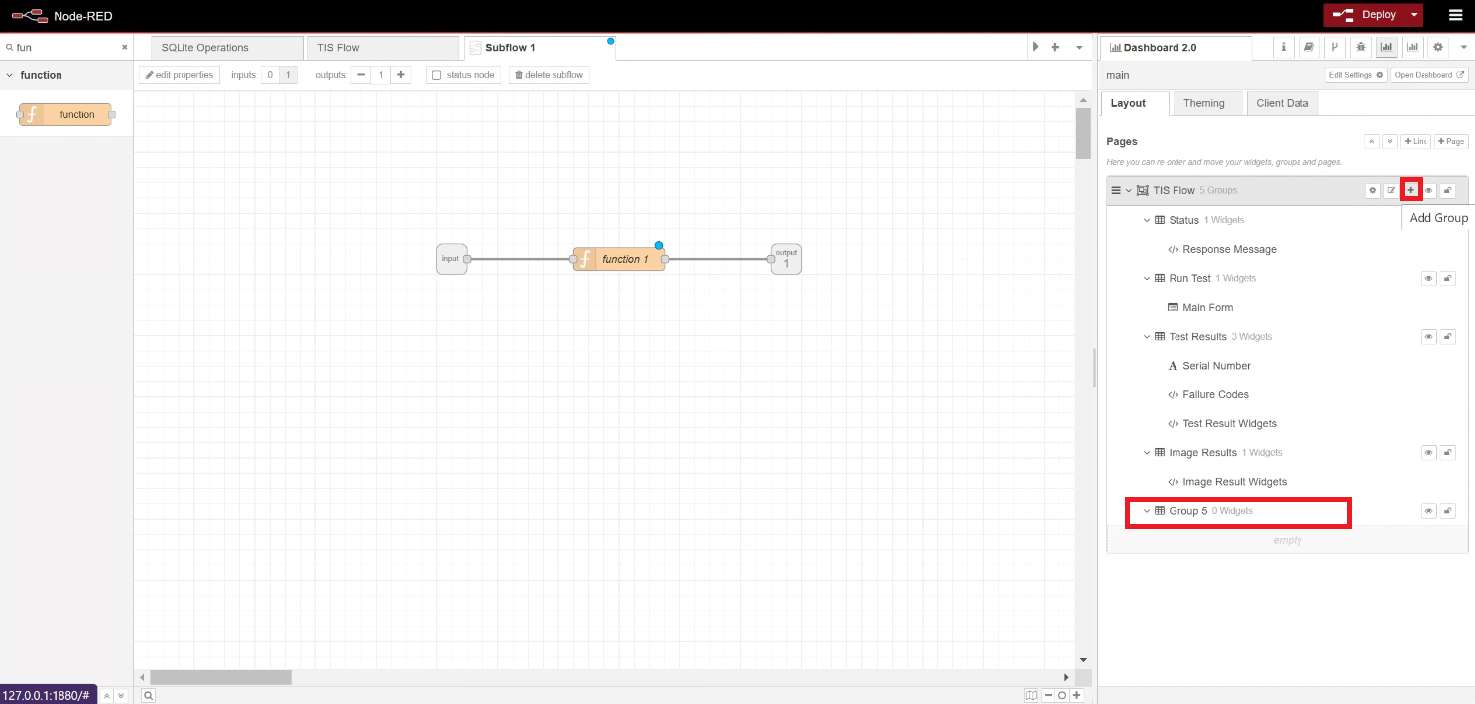 Node-RED
Deploy
fun
SQLite Operations
TIS Flow
Subflow 1
Dashboard 2.0
function
edit properties
inputs
0
1
outputs
1
status node
delete subflow
main
Edit Settings
Open Dashboard
function
Layout
Theming
Client Data
Pages
Link
Page
Here you can re-order and move your widgets, groups and pages.
TIS Flow 5 Groups
Add Group
Status 1 Widgets
Response Message
input
function 1
output
1
Run Test 1 Widgets
Main Form
Test Results 3 Widgets
Serial Number
Failure Codes
Test Result Widgets
Image Results 1 Widgets
Image Result Widgets
Group 5 0 Widgets
empty
127.0.0.1:1880/#